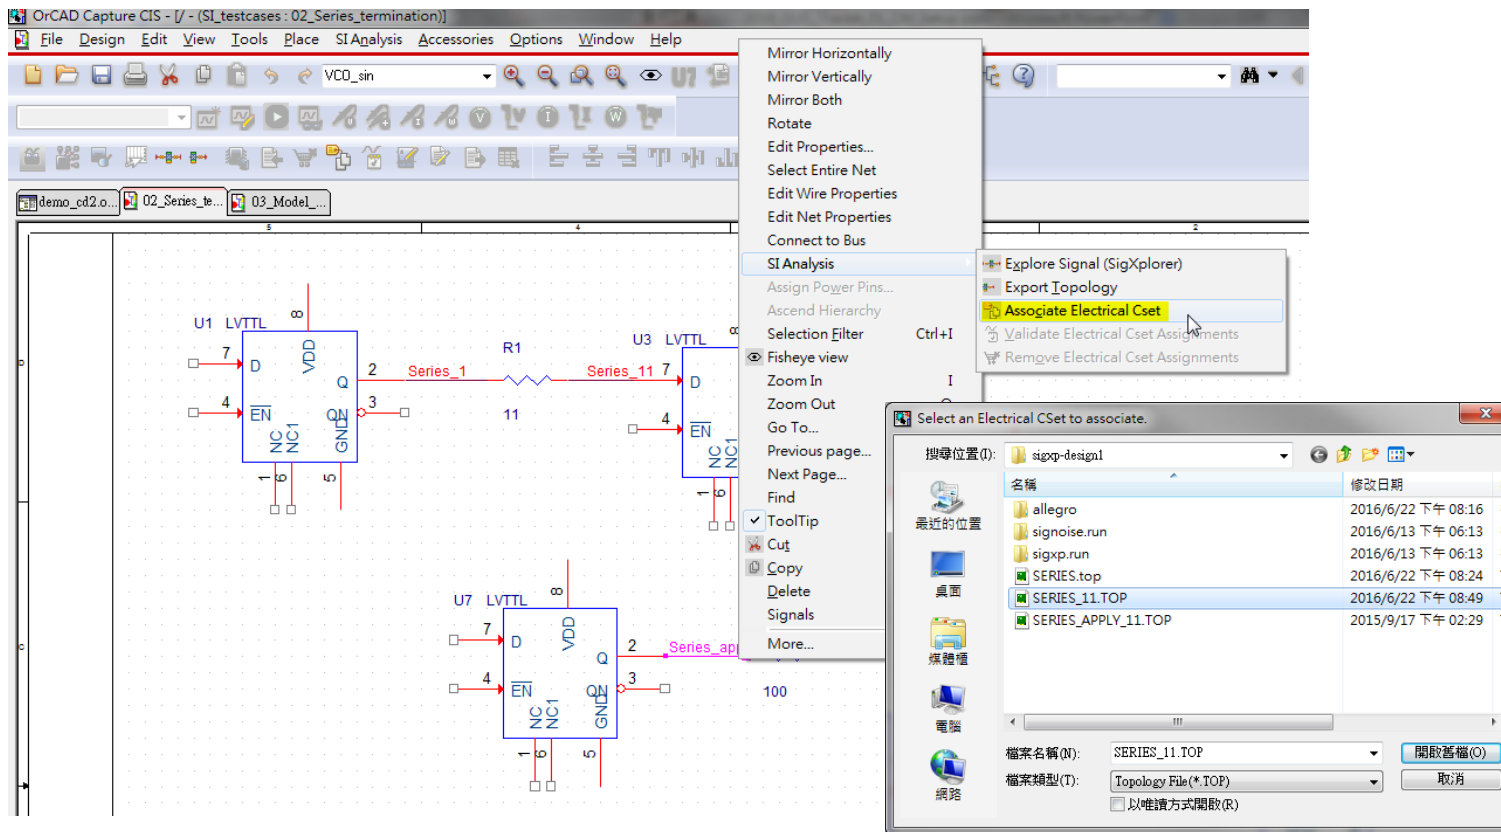 OrCAD Capture CIS - [/ - (SI_testcases : 02_Series_termination)]
File Design Edit View Tools Place SI Analysis Accessories Options Window Help
VCO_sin
U?
demo_cd2.o... 02_Series_te... 03_Model_...
5 4 2
Mirror Horizontally
Mirror Vertically
Mirror Both
Rotate
Edit Properties...
Select Entire Net
Edit Wire Properties
Edit Net Properties
Connect to Bus
SI Analysis
Assign Power Pins...
Ascend Hierarchy
Selection Filter Ctrl+I
Fisheye view
Zoom In I
Zoom Out O
Go To...
Previous page...
Next Page...
Find
ToolTip
Cut
Copy
Delete
Signals
More...
Explore Signal (SigXplorer)
Export Topology
Associate Electrical Cset
Validate Electrical Cset Assignments
Remove Electrical Cset Assignments
U1 LVTTL 8
7 D VDD
Q 2
4 EN QN 3
NC NC1 GND
1 6 5
Series_1 R1 Series_11
11
U3 LVTTL 8
7 D
4 EN
NC NC1
1 6
U7 LVTTL 8
7 D VDD
Q 2 Series_app
4 EN QN 3
NC NC1 GND
1 6 5
100
Select an Electrical CSet to associate.
搜尋位置(I): sigxp-design1
名稱 修改日期
allegro 2016/6/22 下午 08:16
signoise.run 2016/6/13 下午 06:13
sigxp.run 2016/6/13 下午 06:13
SERIES.top 2016/6/22 下午 08:24
SERIES_11.TOP 2016/6/22 下午 08:49
SERIES_APPLY_11.TOP 2015/9/17 下午 02:29
最近的位置
桌面
媒體櫃
電腦
網路
檔案名稱(N): SERIES_11.TOP 開啟舊檔(O)
檔案類型(T): Topology File(*.TOP) 取消
以唯讀方式開啟(R)